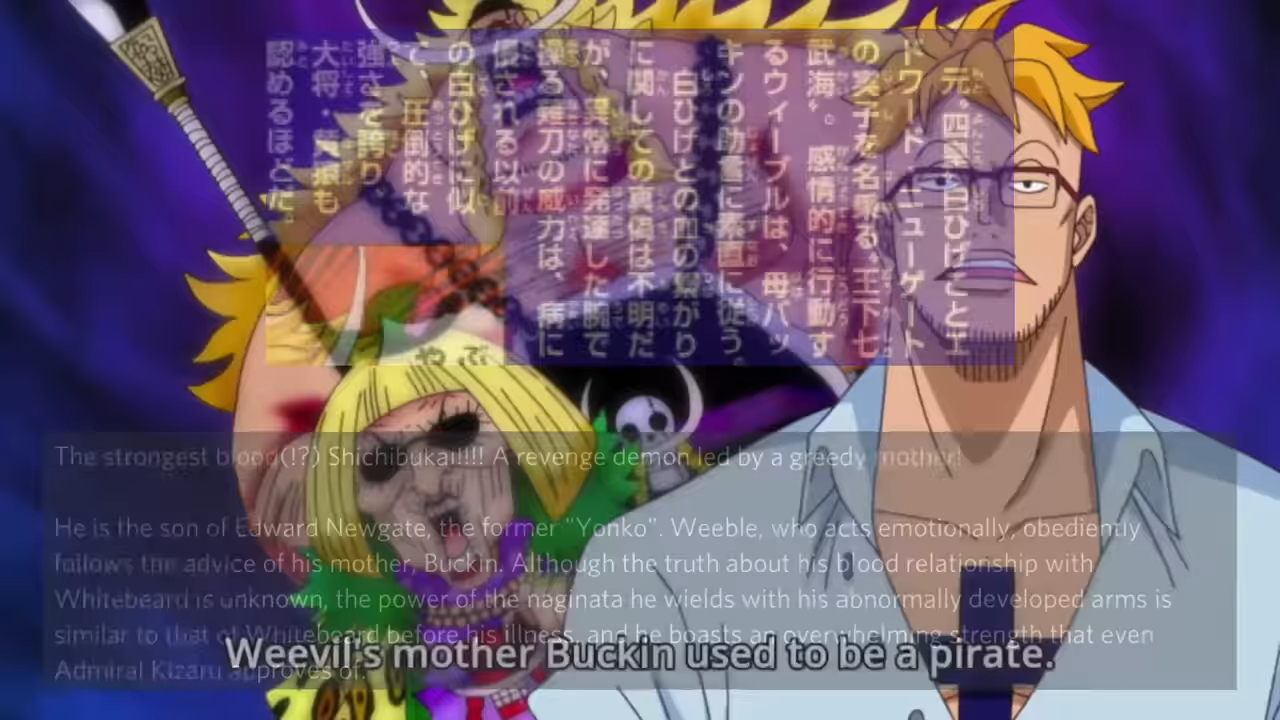 元〝四皇〟白ひげことエ
ドワード・ニューゲート
の実子を名乗る〝王下七
武海〟。感情的に行動す
るウィーブルは、母バッ
キンの助言に素直に従う。
白ひげとの血の繋がり
に関しての真偽は不明だ
が、異常に発達した腕で
操る薙刀の威力は、病に
侵される以前
の白ひげに似
て、圧倒的な
強さを誇り
大将・黄猿も
認めるほどだ。
やぶ
The strongest blood(!?) Shichibukai!!!! A revenge demon led by a greedy mother!
He is the son of Edward Newgate, the former "Yonko". Weeble, who acts emotionally, obediently
follows the advice of his mother, Buckin. Although the truth about his blood relationship with
Whitebeard is unknown, the power of the naginata he wields with his abnormally developed arms is
similar to that of Whitebeard before his illness, and he boasts an overwhelming strength that even
Admiral Kizaru approves of.
Weevil's mother Buckin used to be a pirate.